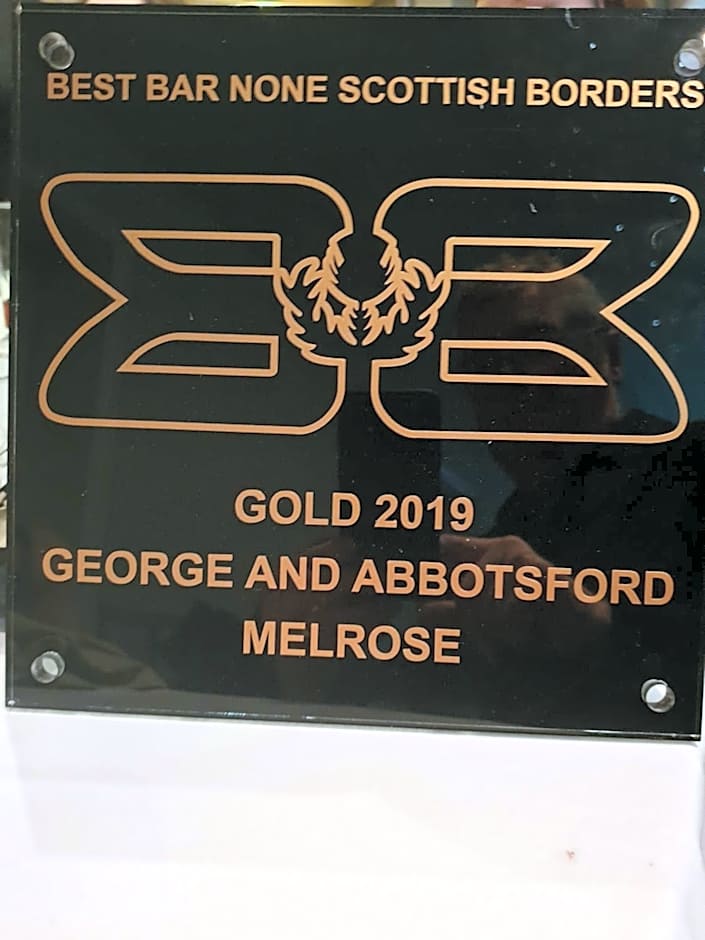 BEST BAR NONE SCOTTISH BORDERS
GOLD 2019
GEORGE AND ABBOTSFORD
MELROSE